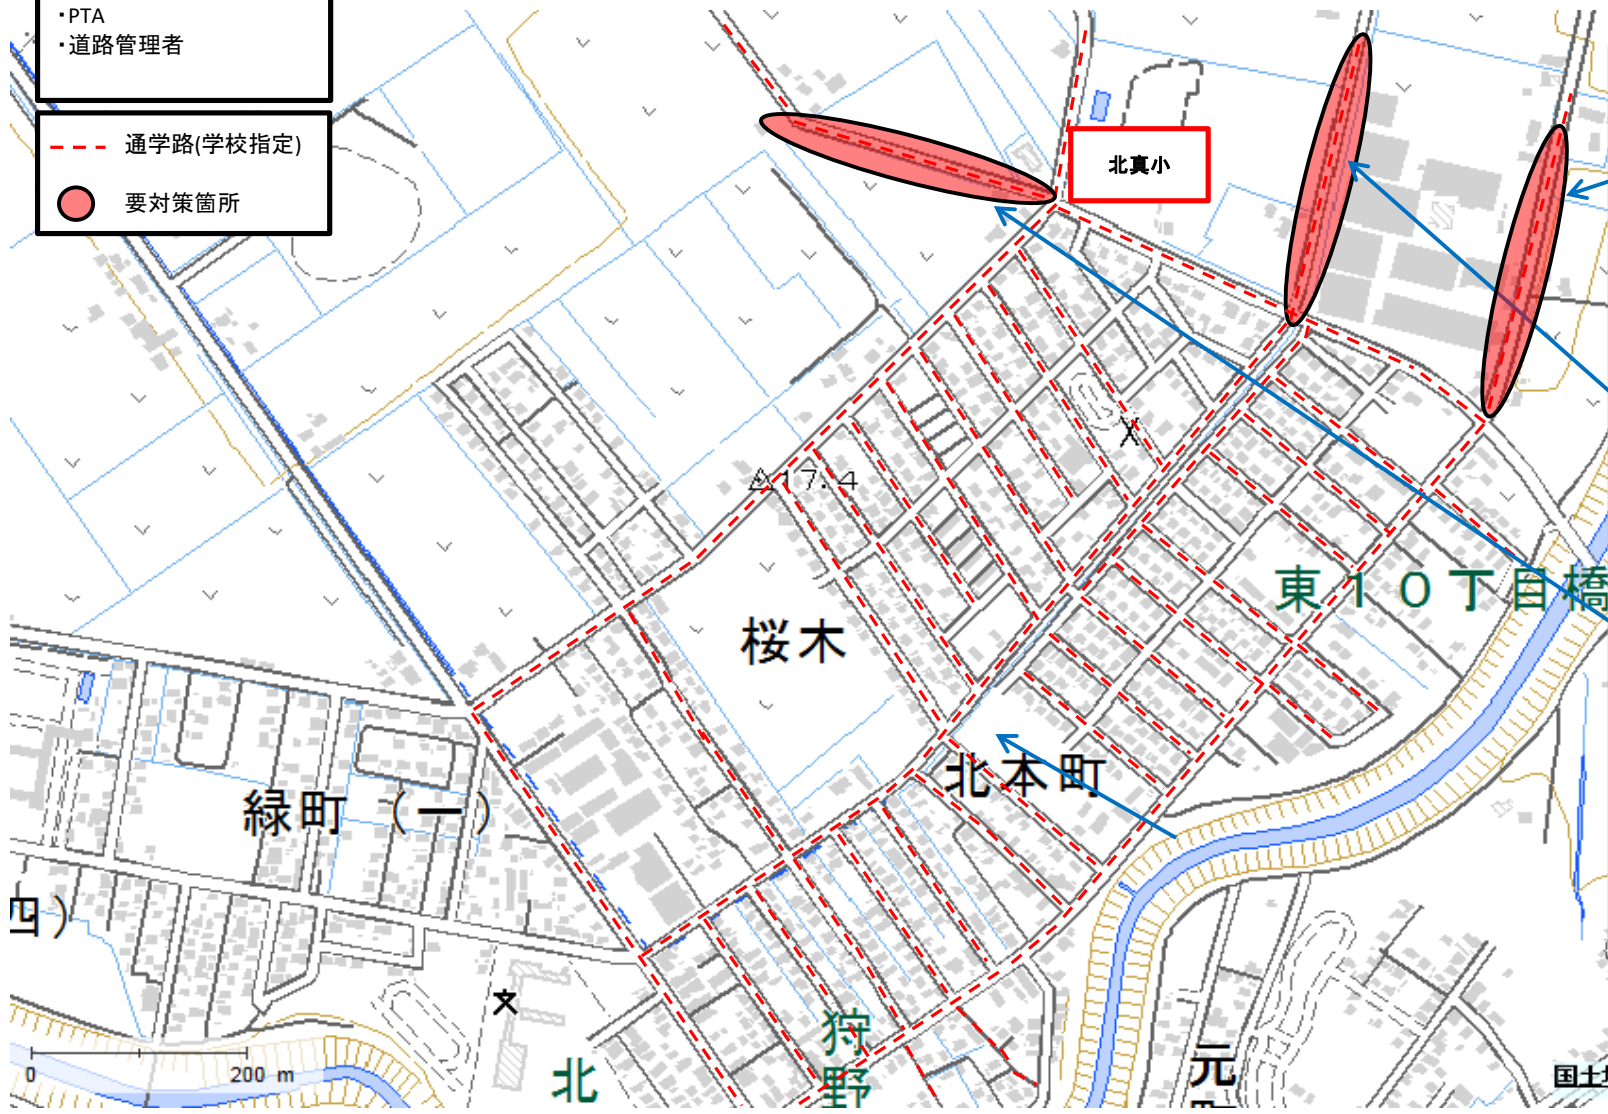 ・PTA
・道路管理者
通学路(学校指定)
要対策箇所
北真小
17.4
東10丁目橋
桜木
北本町
緑町(一)
四)
狩野
北
元町
0 200 m
国土